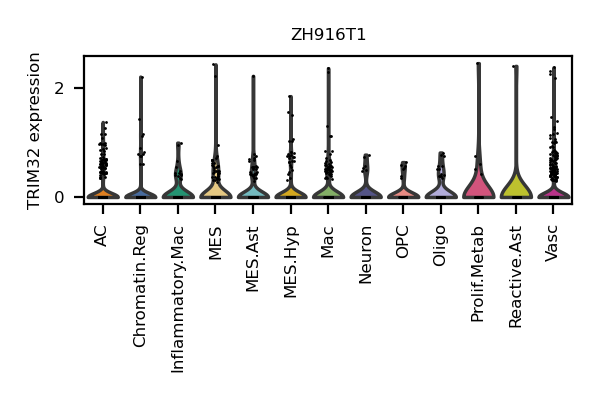 ZH916T1
TRIM32 expression
2
0
AC
Chromatin.Reg
Inflammatory.Mac
MES
MES.Ast
MES.Hyp
Mac
Neuron
OPC
Oligo
Prolif.Metab
Reactive.Ast
Vasc